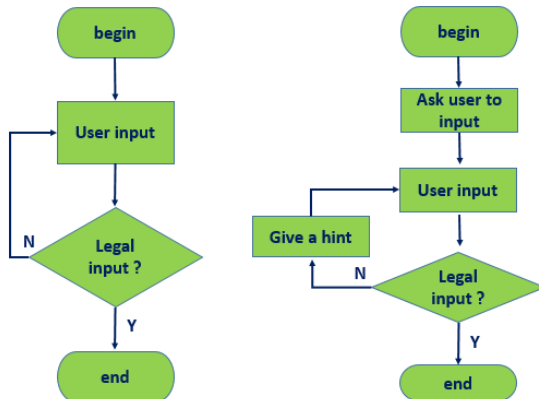 begin
User input
N
Legal
input ?
Y
end
begin
Ask user to
input
User input
Give a hint
N
Legal
input ?
Y
end